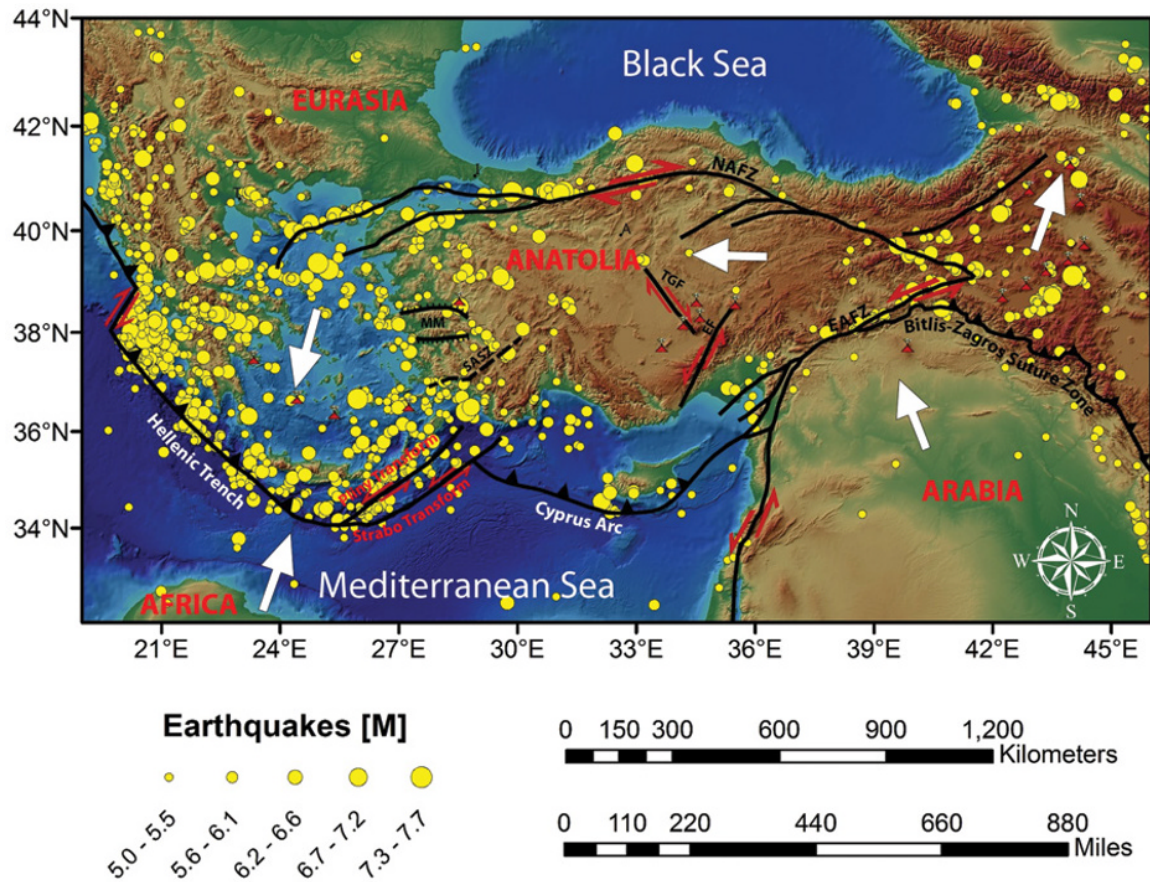 44°N
42°N
40°N
38°N
36°N
34°N
Black Sea
EURASIA
NAFZ
A
ANATOLIA
TGF
EF
MM
SASZ
EAFZ
Bitlis-Zagros Suture Zone
Hellenic Trench
Pliny Transform
Strabo Transform
Cyprus Arc
ARABIA
Mediterranean Sea
AFRICA
N
W E
S
21°E 24°E 27°E 30°E 33°E 36°E 39°E 42°E 45°E
Earthquakes [M]
5.0 - 5.5
5.6 - 6.1
6.2 - 6.6
6.7 - 7.2
7.3 - 7.7
0 150 300 600 900 1,200
Kilometers
0 110 220 440 660 880
Miles